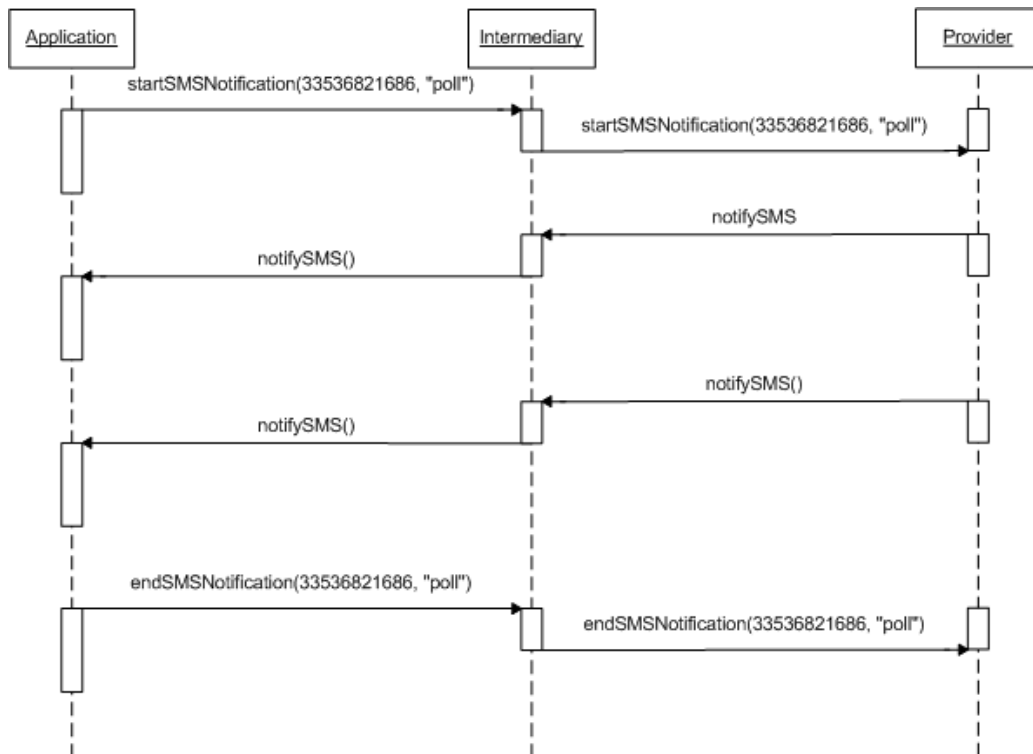 Application
Intermediary
Provider
startSMSNotification(33536821686, "poll")
startSMSNotification(33536821686, "poll")
notifySMS
notifySMS()
notifySMS()
notifySMS()
endSMSNotification(33536821686, "poll")
endSMSNotification(33536821686, "poll")